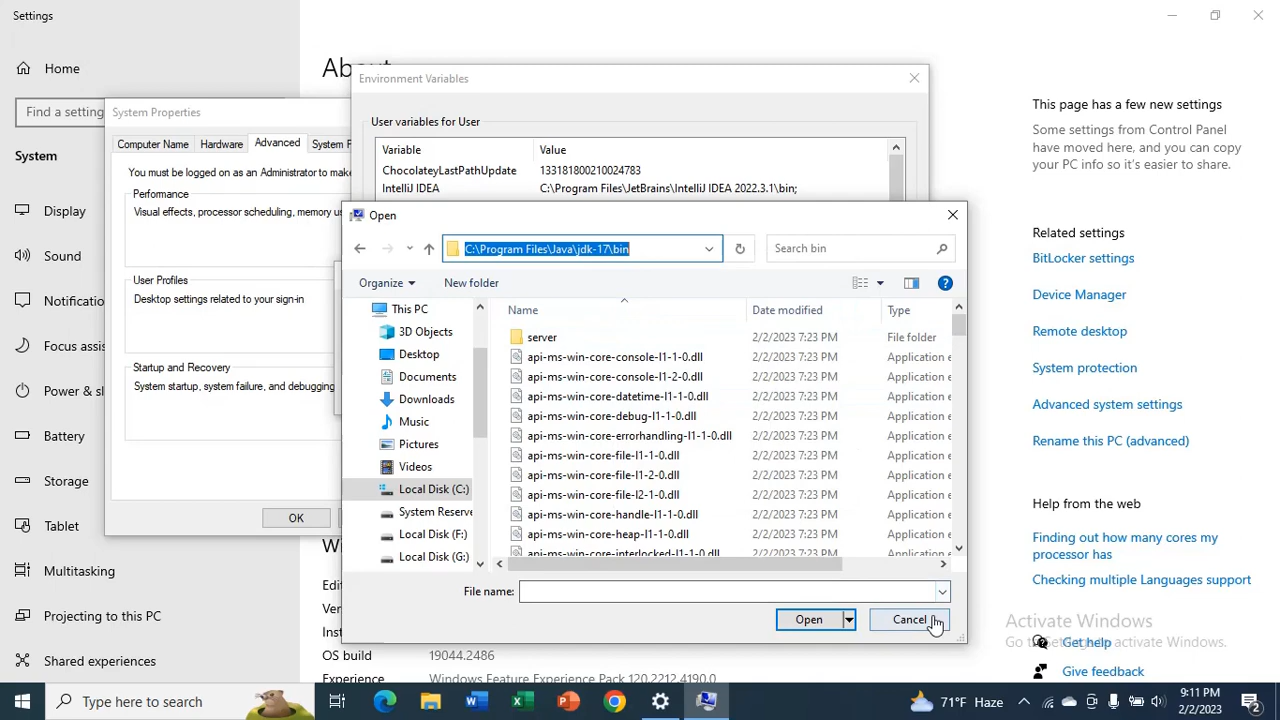 Settings
Home
Find a setting
System
Display
Sound
Notificatio
Focus assis
Power & sl
Battery
Storage
Tablet
Multitasking
Projecting to this PC
Shared experiences
About
System Properties
Computer Name
Hardware
Advanced
System P
You must be logged on as an Administrator to make
Performance
Visual effects, processor scheduling, memory us
User Profiles
Desktop settings related to your sign-in
Startup and Recovery
System startup, system failure, and debugging
OK
Environment Variables
User variables for User
Variable Value
ChocolateyLastPathUpdate 133181800210024783
IntelliJ IDEA C:\Program Files\JetBrains\IntelliJ IDEA 2022.3.1\bin;
Open
C:\Program Files\Java\jdk-17\bin
Search bin
Organize
New folder
This PC
3D Objects
Desktop
Documents
Downloads
Music
Pictures
Videos
Local Disk (C:)
System Reserve
Local Disk (F:)
Local Disk (G:)
Name Date modified Type
server 2/2/2023 7:23 PM File folder
api-ms-win-core-console-l1-1-0.dll 2/2/2023 7:23 PM Application e
api-ms-win-core-console-l1-2-0.dll 2/2/2023 7:23 PM Application e
api-ms-win-core-datetime-l1-1-0.dll 2/2/2023 7:23 PM Application e
api-ms-win-core-debug-l1-1-0.dll 2/2/2023 7:23 PM Application e
api-ms-win-core-errorhandling-l1-1-0.dll 2/2/2023 7:23 PM Application e
api-ms-win-core-file-l1-1-0.dll 2/2/2023 7:23 PM Application e
api-ms-win-core-file-l1-2-0.dll 2/2/2023 7:23 PM Application e
api-ms-win-core-file-l2-1-0.dll 2/2/2023 7:23 PM Application e
api-ms-win-core-handle-l1-1-0.dll 2/2/2023 7:23 PM Application e
api-ms-win-core-heap-l1-1-0.dll 2/2/2023 7:23 PM Application e
api-ms-win-core-interlocked-l1-1-0.dll 2/2/2023 7:23 PM Application e
File name:
Open
Cancel
Wi
Edit
Vers
Inst
OS build 19044.2486
Experience Windows Feature Experience Pack 120.2212.4190.0
This page has a few new settings
Some settings from Control Panel
have moved here, and you can copy
your PC info so it's easier to share.
Related settings
BitLocker settings
Device Manager
Remote desktop
System protection
Advanced system settings
Rename this PC (advanced)
Help from the web
Finding out how many cores my
processor has
Checking multiple Languages support
Activate Windows
Go to Settings to activate Windows.
Get help
Give feedback
Type here to search
71°F Haze
9:11 PM
2/2/2023
2